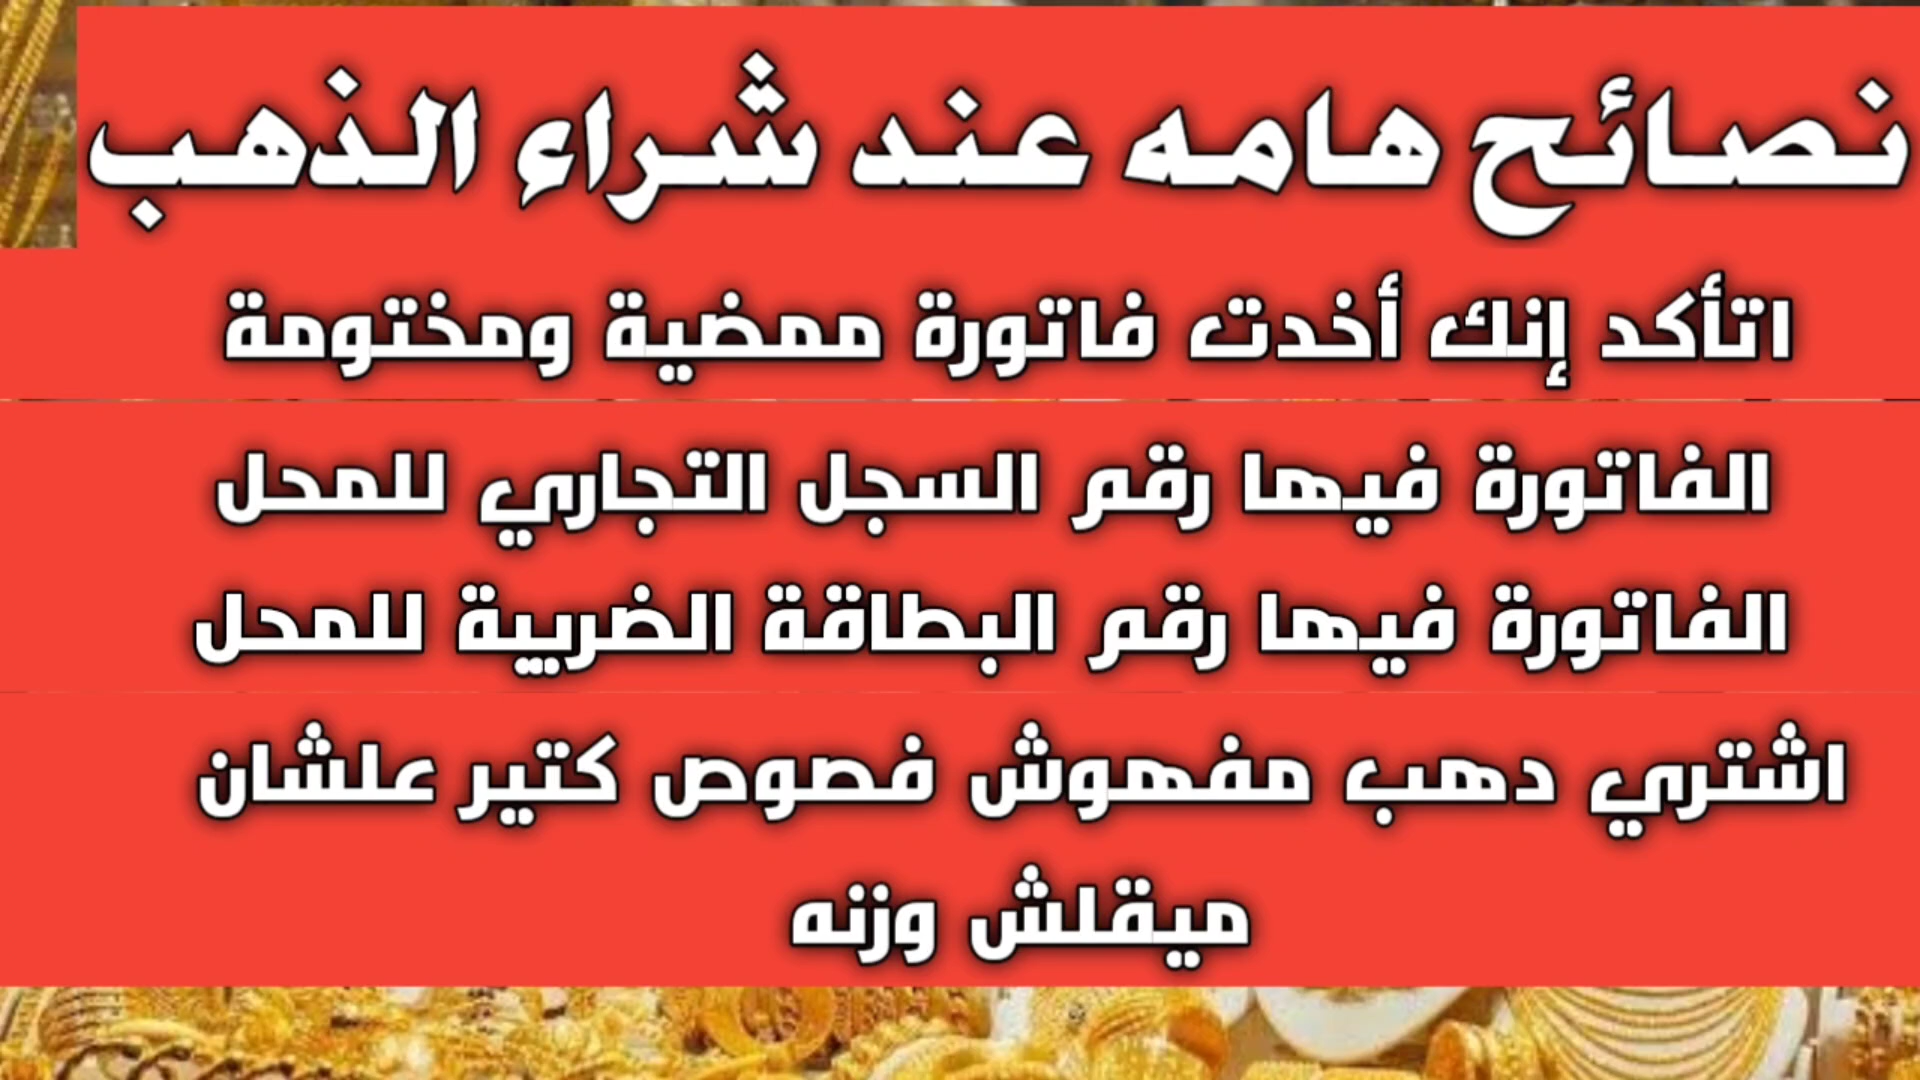 نصائح هامه عند شراء الذهب
اتأكد إنك أخدت فاتورة ممضية ومختومة
الفاتورة فيها رقم السجل التجاري للمحل
الفاتورة فيها رقم البطاقة الضريبية للمحل
اشتري دهب مفهوش فصوص كتير علشان
ميقلش وزنه